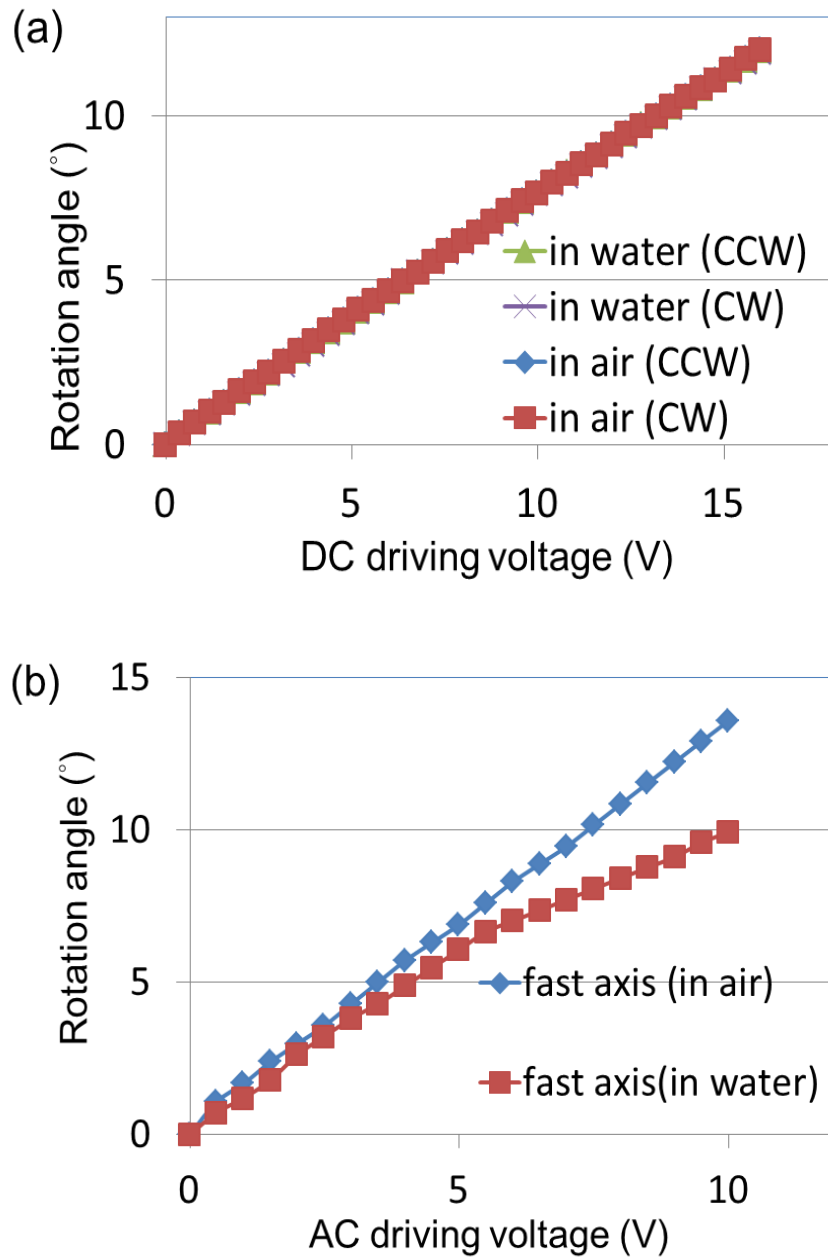 (a)
Rotation angle (°)
10
5
0
in water (CCW)
in water (CW)
in air (CCW)
in air (CW)
0 5 10 15
DC driving voltage (V)
(b)
Rotation angle (°)
15
10
5
0
fast axis (in air)
fast axis(in water)
0 5 10
AC driving voltage (V)